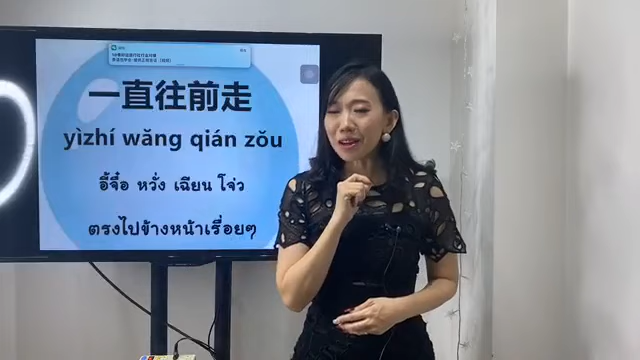 一直往前走
yìzhí wǎng qián zǒu
อี้จื๋อ หวั่ง เฉียน โจ่ว
ตรงไปข้างหน้าเรื่อยๆ